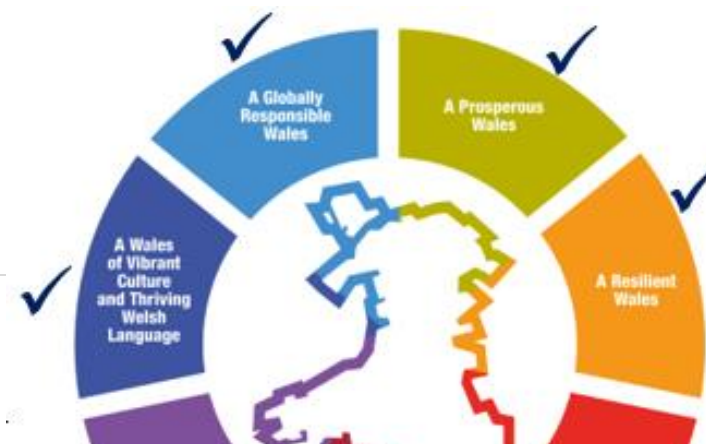 A Globally
Responsible
Wales
A Prosperous
Wales
A Wales
of Vibrant
Culture
and Thriving
Welsh
Language
A Resilient
Wales